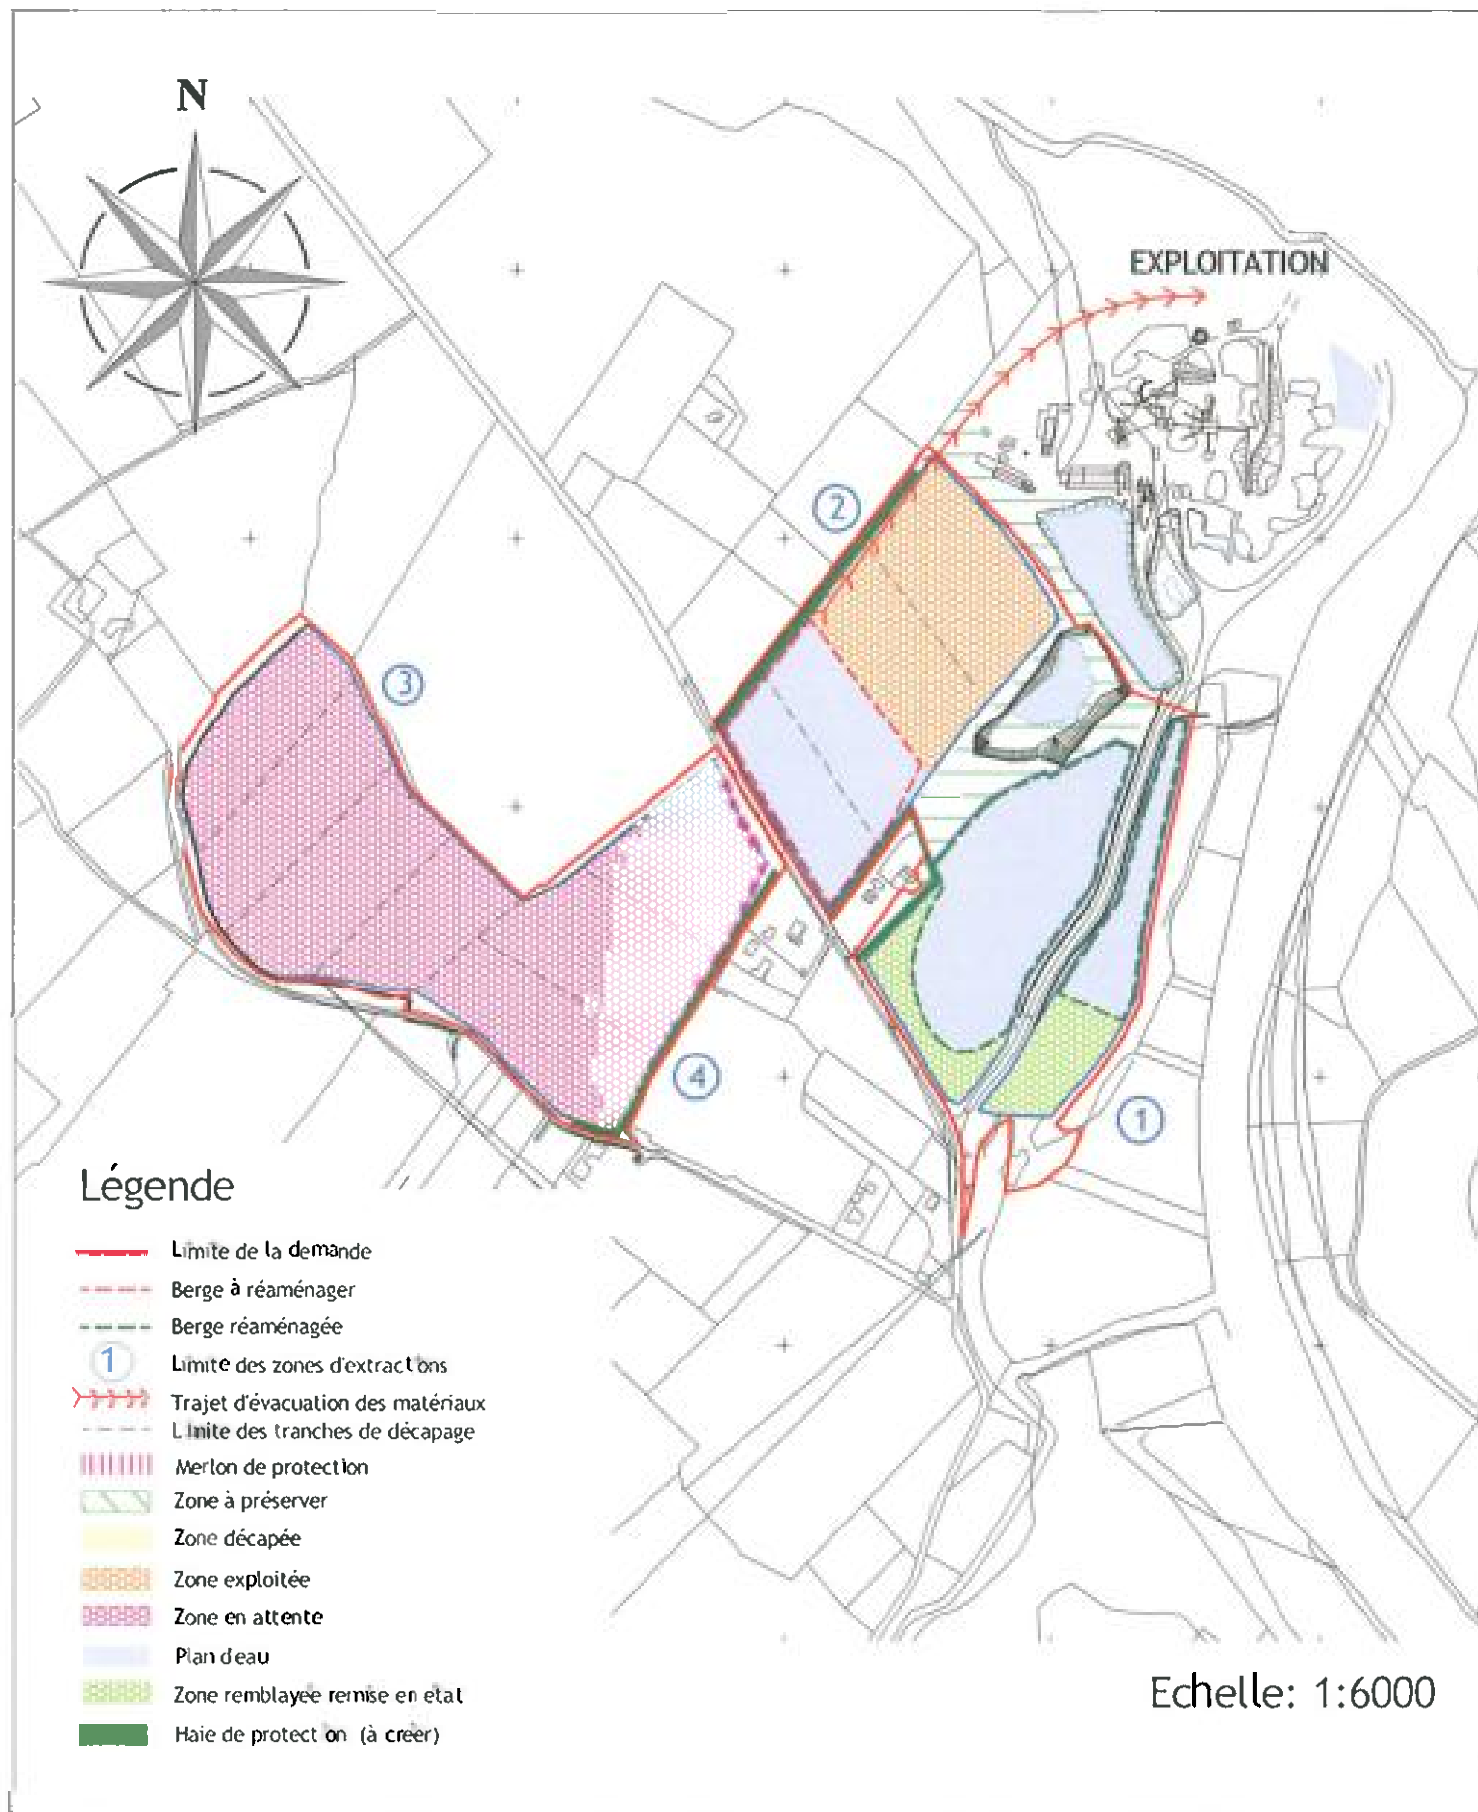 N
EXPLOITATION
2
3
4
1
Légende
Limite de la demande
Berge à réaménager
Berge réaménagée
1
Limite des zones d'extractions
Trajet d'évacuation des matériaux
Limite des tranches de décapage
Merlon de protection
Zone à préserver
Zone décapée
Zone exploitée
Zone en attente
Plan d'eau
Zone remblayée remise en état
Haie de protection (à créer)
Echelle: 1:6000